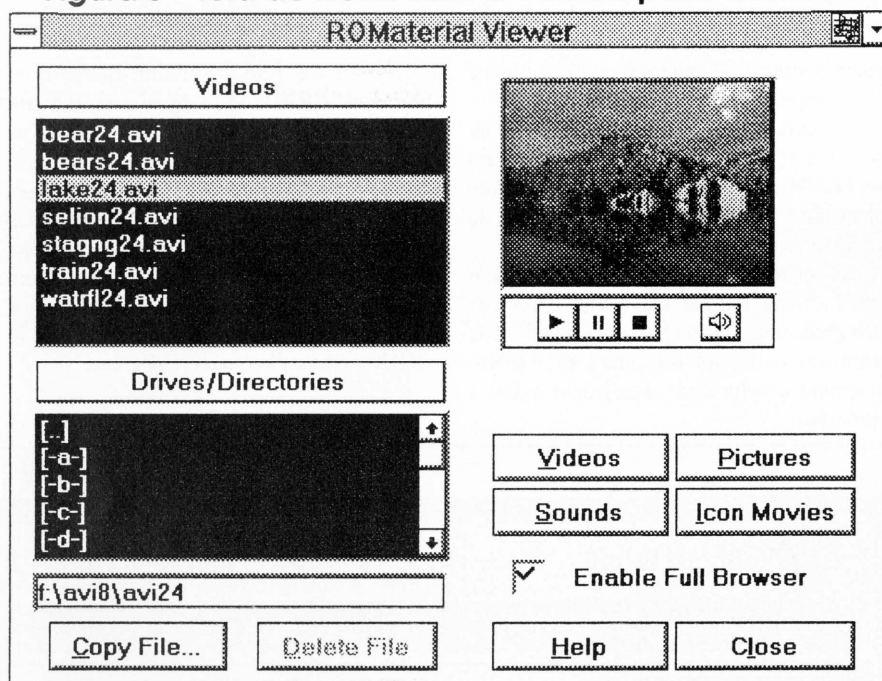 ROMaterial Viewer
Videos
bear24.avi
bears24.avi
lake24.avi
selion24.avi
stagng24.avi
train24.avi
watrfl24.avi
Drives/Directories
[..]
[-a-]
[-b-]
[-c-]
[-d-]
f:\avi8\avi24
Copy File...
Delete File
Videos
Pictures
Sounds
Icon Movies
Enable Full Browser
Help
Close